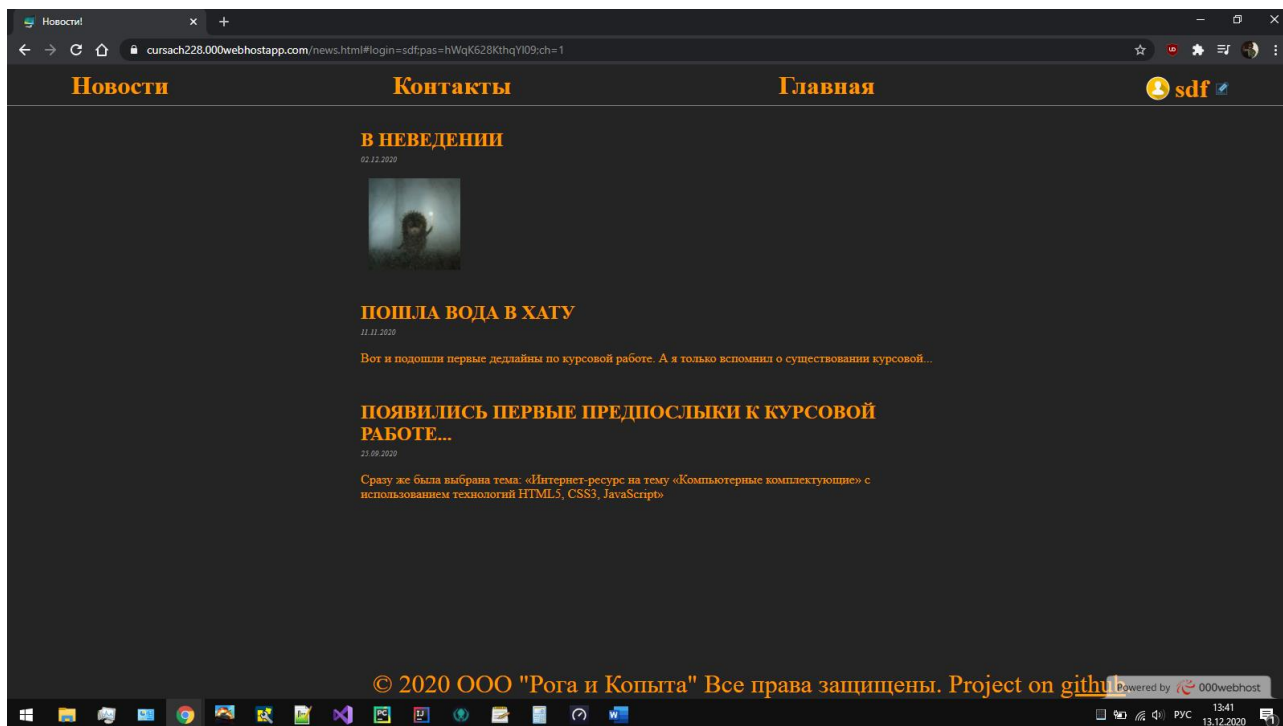 Новости!
cursach228.000webhostapp.com/news.html#login=sdf;pas=hWqK628KthqYl09;ch=1
Новости Контакты Главная sdf
В НЕВЕДЕНИИ
02.12.2020
ПОШЛА ВОДА В ХАТУ
11.11.2020
Вот и подошли первые дедлайны по курсовой работе. А я только вспомнил о существовании курсовой...
ПОЯВИЛИСЬ ПЕРВЫЕ ПРЕДПОСЛЫКИ К КУРСОВОЙ
РАБОТЕ...
25.09.2020
Сразу же была выбрана тема: «Интернет-ресурс на тему «Компьютерные комплектующие» с
использованием технологий HTML5, CSS3, JavaScript»
© 2020 ООО "Рога и Копыта" Все права защищены. Project on github
Powered by 000webhost
РУС
13:41
13.12.2020